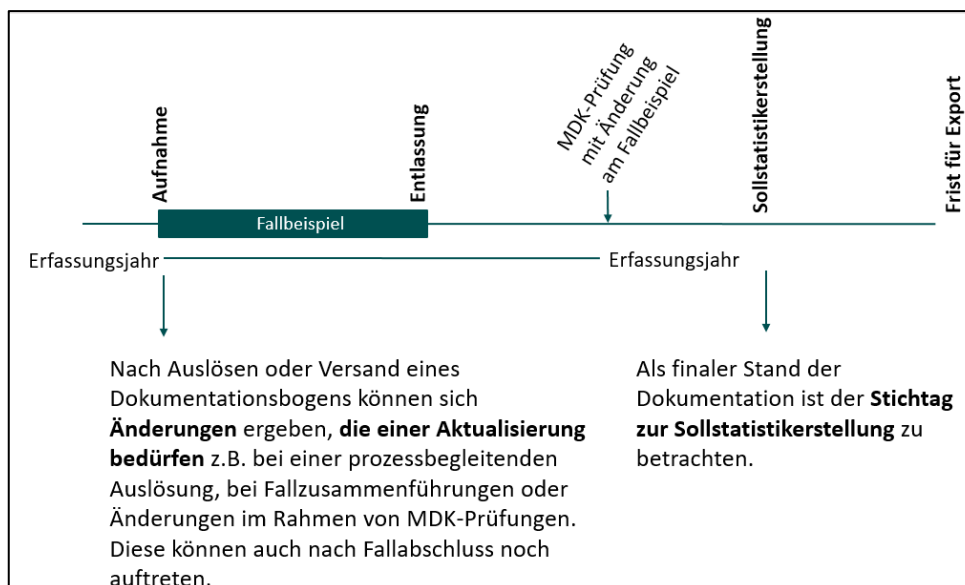 Aufnahme
Entlassung
MDK-Prüfung
mit Änderung
am Fallbeispiel
Sollstatistikerstellung
Frist für Export
Fallbeispiel
Erfassungsjahr
Erfassungsjahr
Nach Auslösen oder Versand eines
Dokumentationsbogens können sich
Änderungen ergeben, die einer Aktualisierung
bedürfen z.B. bei einer prozessbegleitenden
Auslösung, bei Fallzusammenführungen oder
Änderungen im Rahmen von MDK-Prüfungen.
Diese können auch nach Fallabschluss noch
auftreten.
Als finaler Stand der
Dokumentation ist der Stichtag
zur Sollstatistikerstellung zu
betrachten.